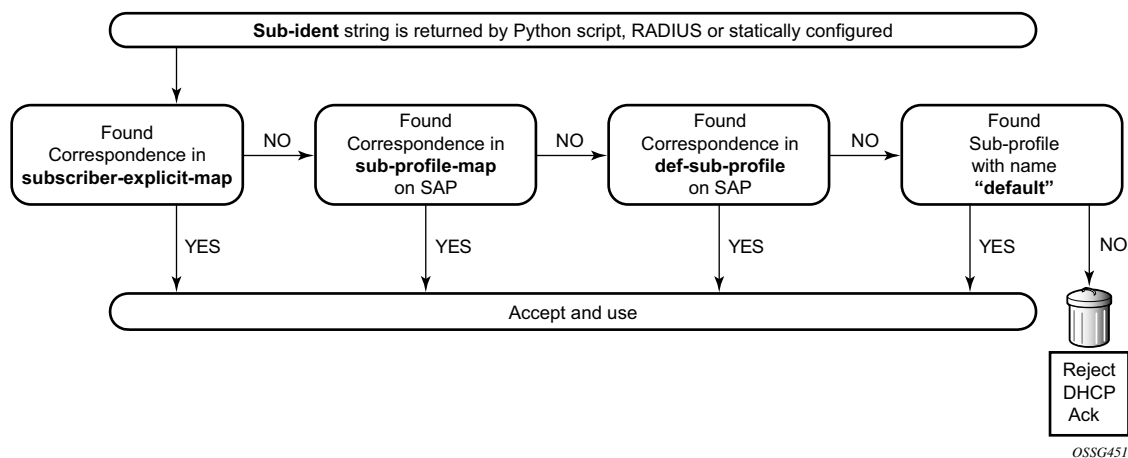 Sub-ident string is returned by Python script, RADIUS or statically configured
Found
Correspondence in
subscriber-explicit-map
NO
Found
Correspondence in
sub-profile-map
on SAP
NO
Found
Correspondence in
def-sub-profile
on SAP
NO
Found
Sub-profile
with name
“default”
YES
YES
YES
YES
NO
Accept and use
Reject
DHCP
Ack
OSSG451